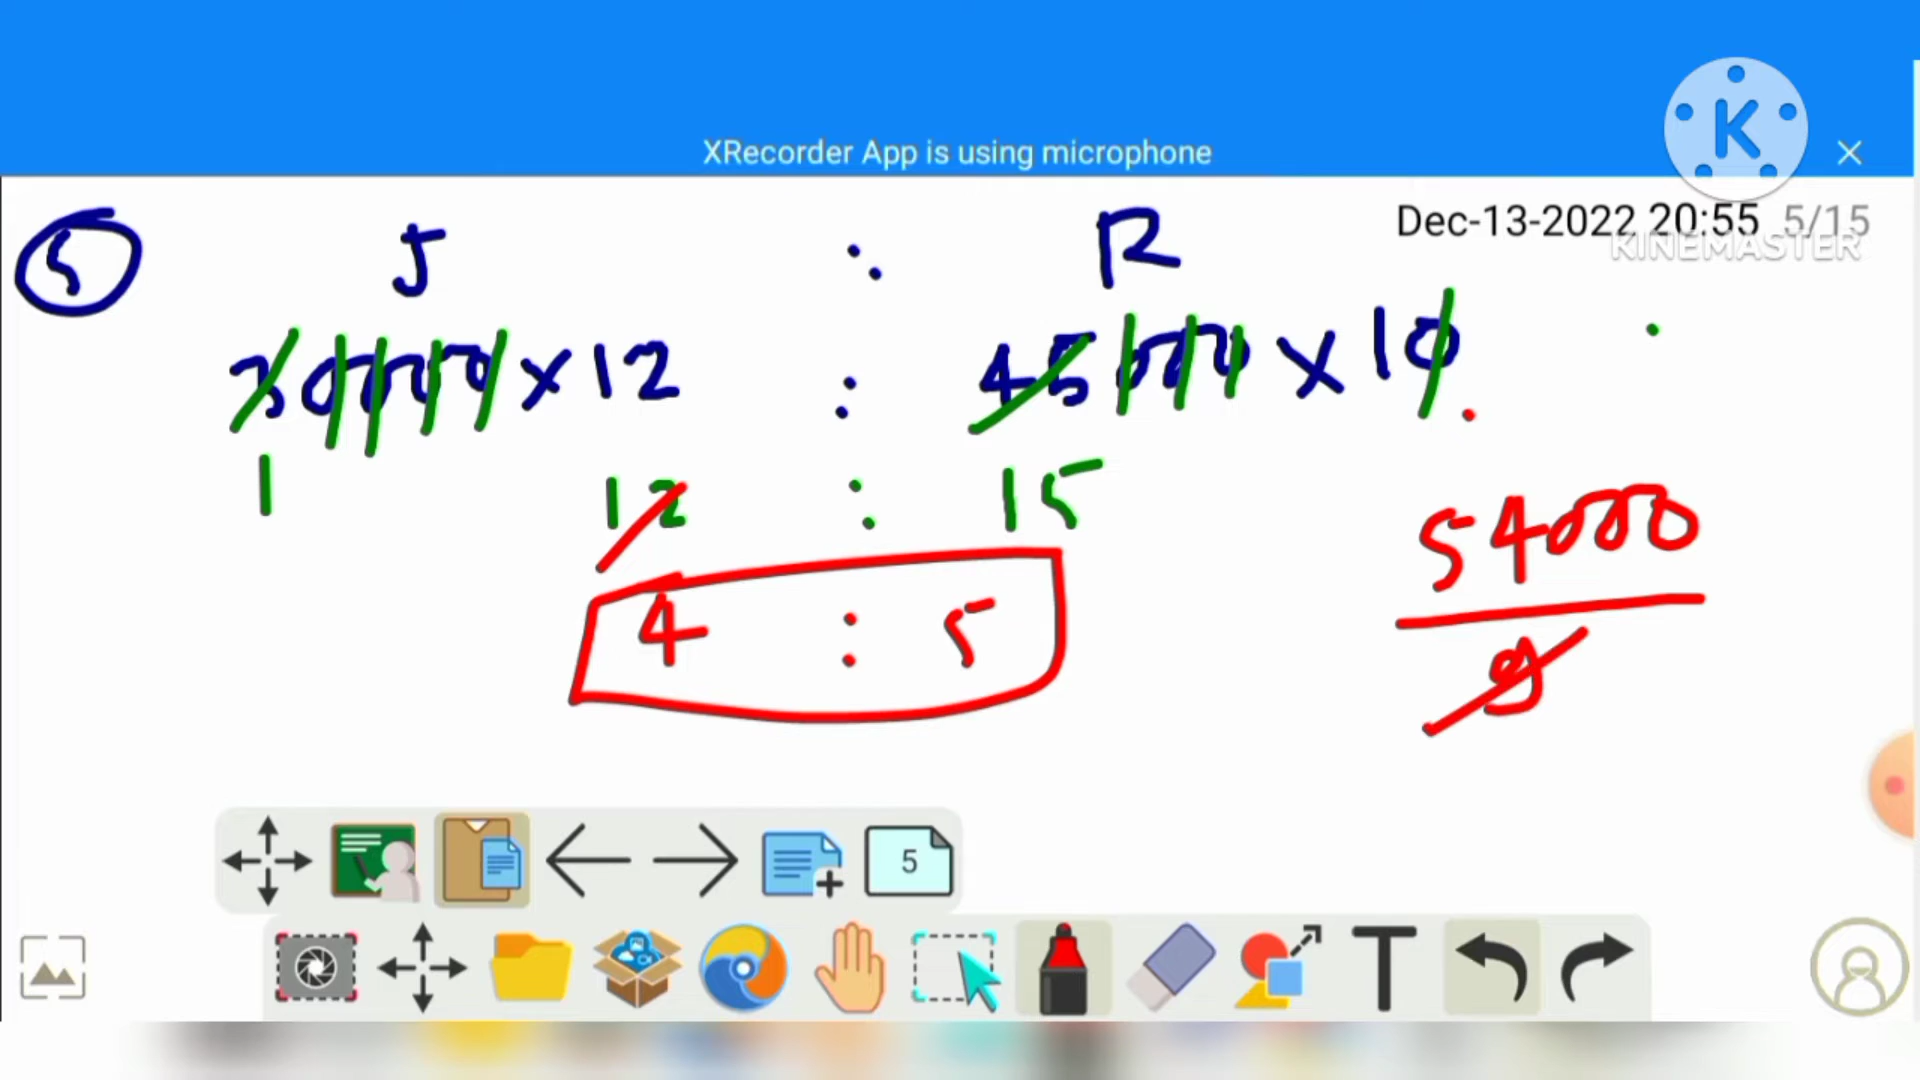 XRecorder App is using microphone
K
Dec-13-2022 20:55 5/15
KINEMASTER
5 J : R
30000 x 12 : 45000 x 10
1 12 : 15
54000
4 : 5
9
5
T